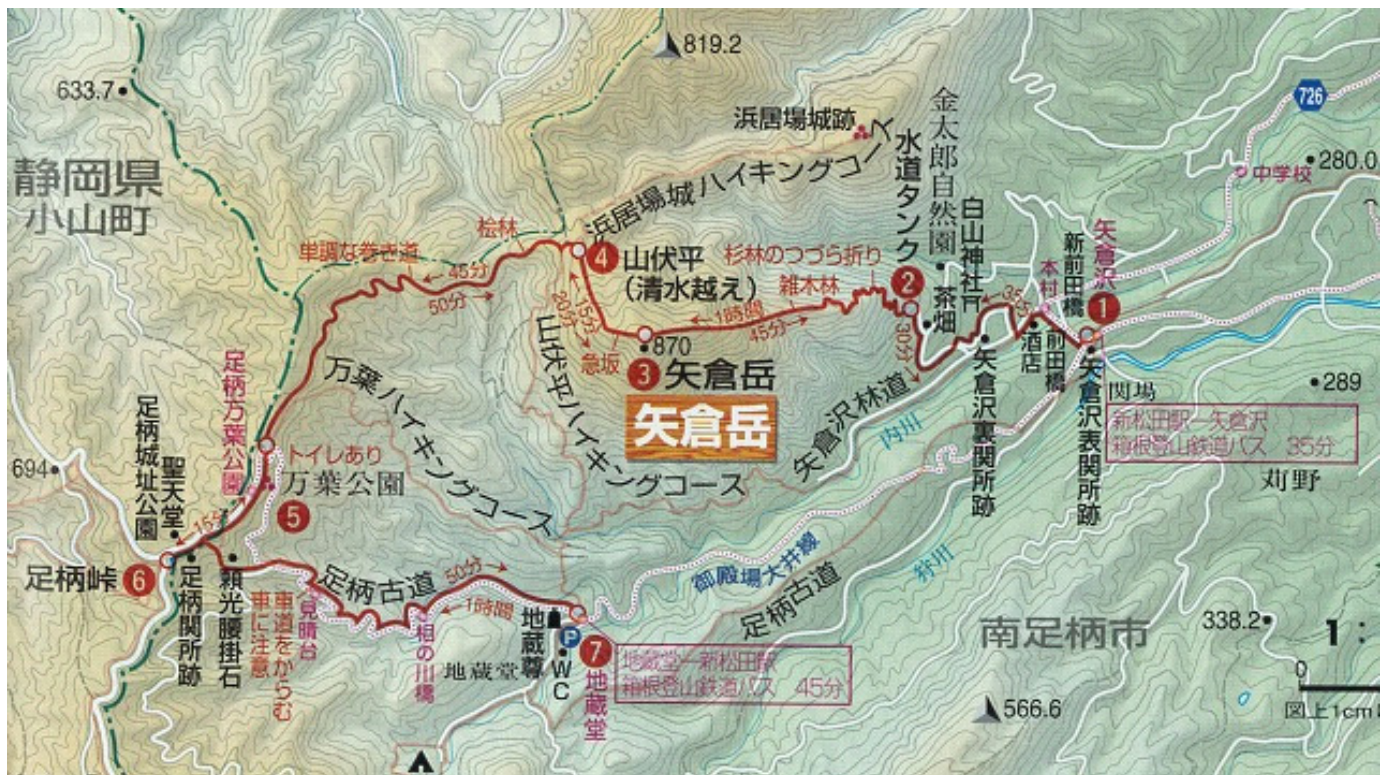 819.2
633.7
726
浜居場城跡
280.0
中学校
静岡県
小山町
金太郎自然園
水道タンク
浜居場城ハイキングコース
白山神社
矢倉沢
新前田橋
本村
桧林
単調な巻き道
45分
50分
4
山伏平
(清水越え)
杉林のつづら折り
雑木林
2
茶畑
35分
1
15分
20分
1時間
45分
30分
酒店
前田橋
急坂
870
3 矢倉岳
矢倉岳
289
関場
新松田駅―矢倉沢
箱根登山鉄道バス 35分
矢倉沢表関所跡
矢倉沢裏関所跡
矢倉沢林道
内川
苅野
万葉ハイキングコース
山伏平ハイキングコース
足柄万葉公園
トイレあり
万葉公園
5
足柄城址公園
聖天堂
694
15分
足柄峠 6
足柄関所跡
頼光腰掛石
車道をからむ
車に注意
見晴台
足柄古道
50分
1時間
相の川橋
地蔵堂
地蔵尊
P
WC
7
地蔵堂
地蔵堂―新松田駅
箱根登山鉄道バス 45分
御殿場大井線
足柄古道
狩川
南足柄市
338.2
566.6
1:
0
図上1cm